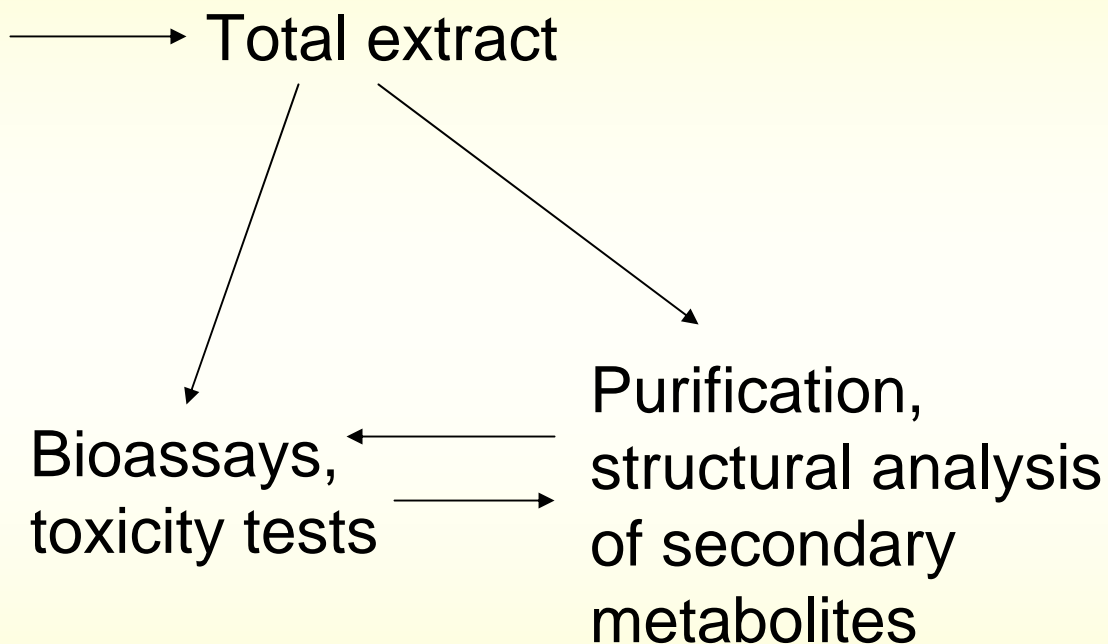 Total extract
Bioassays,
toxicity tests
Purification,
structural analysis
of secondary
metabolites